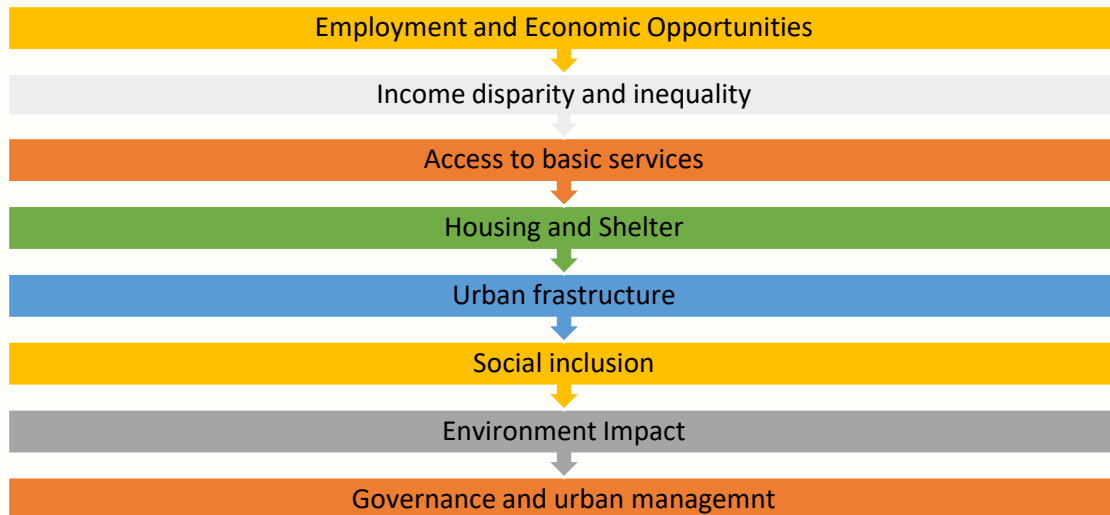 Employment and Economic Opportunities
Income disparity and inequality
Access to basic services
Housing and Shelter
Urban frastructure
Social inclusion
Environment Impact
Governance and urban managemnt